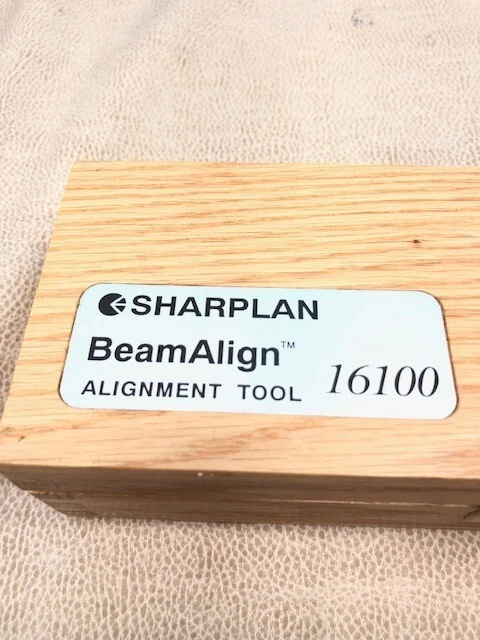 SHARPLAN
BeamAlign™
ALIGNMENT TOOL 16100